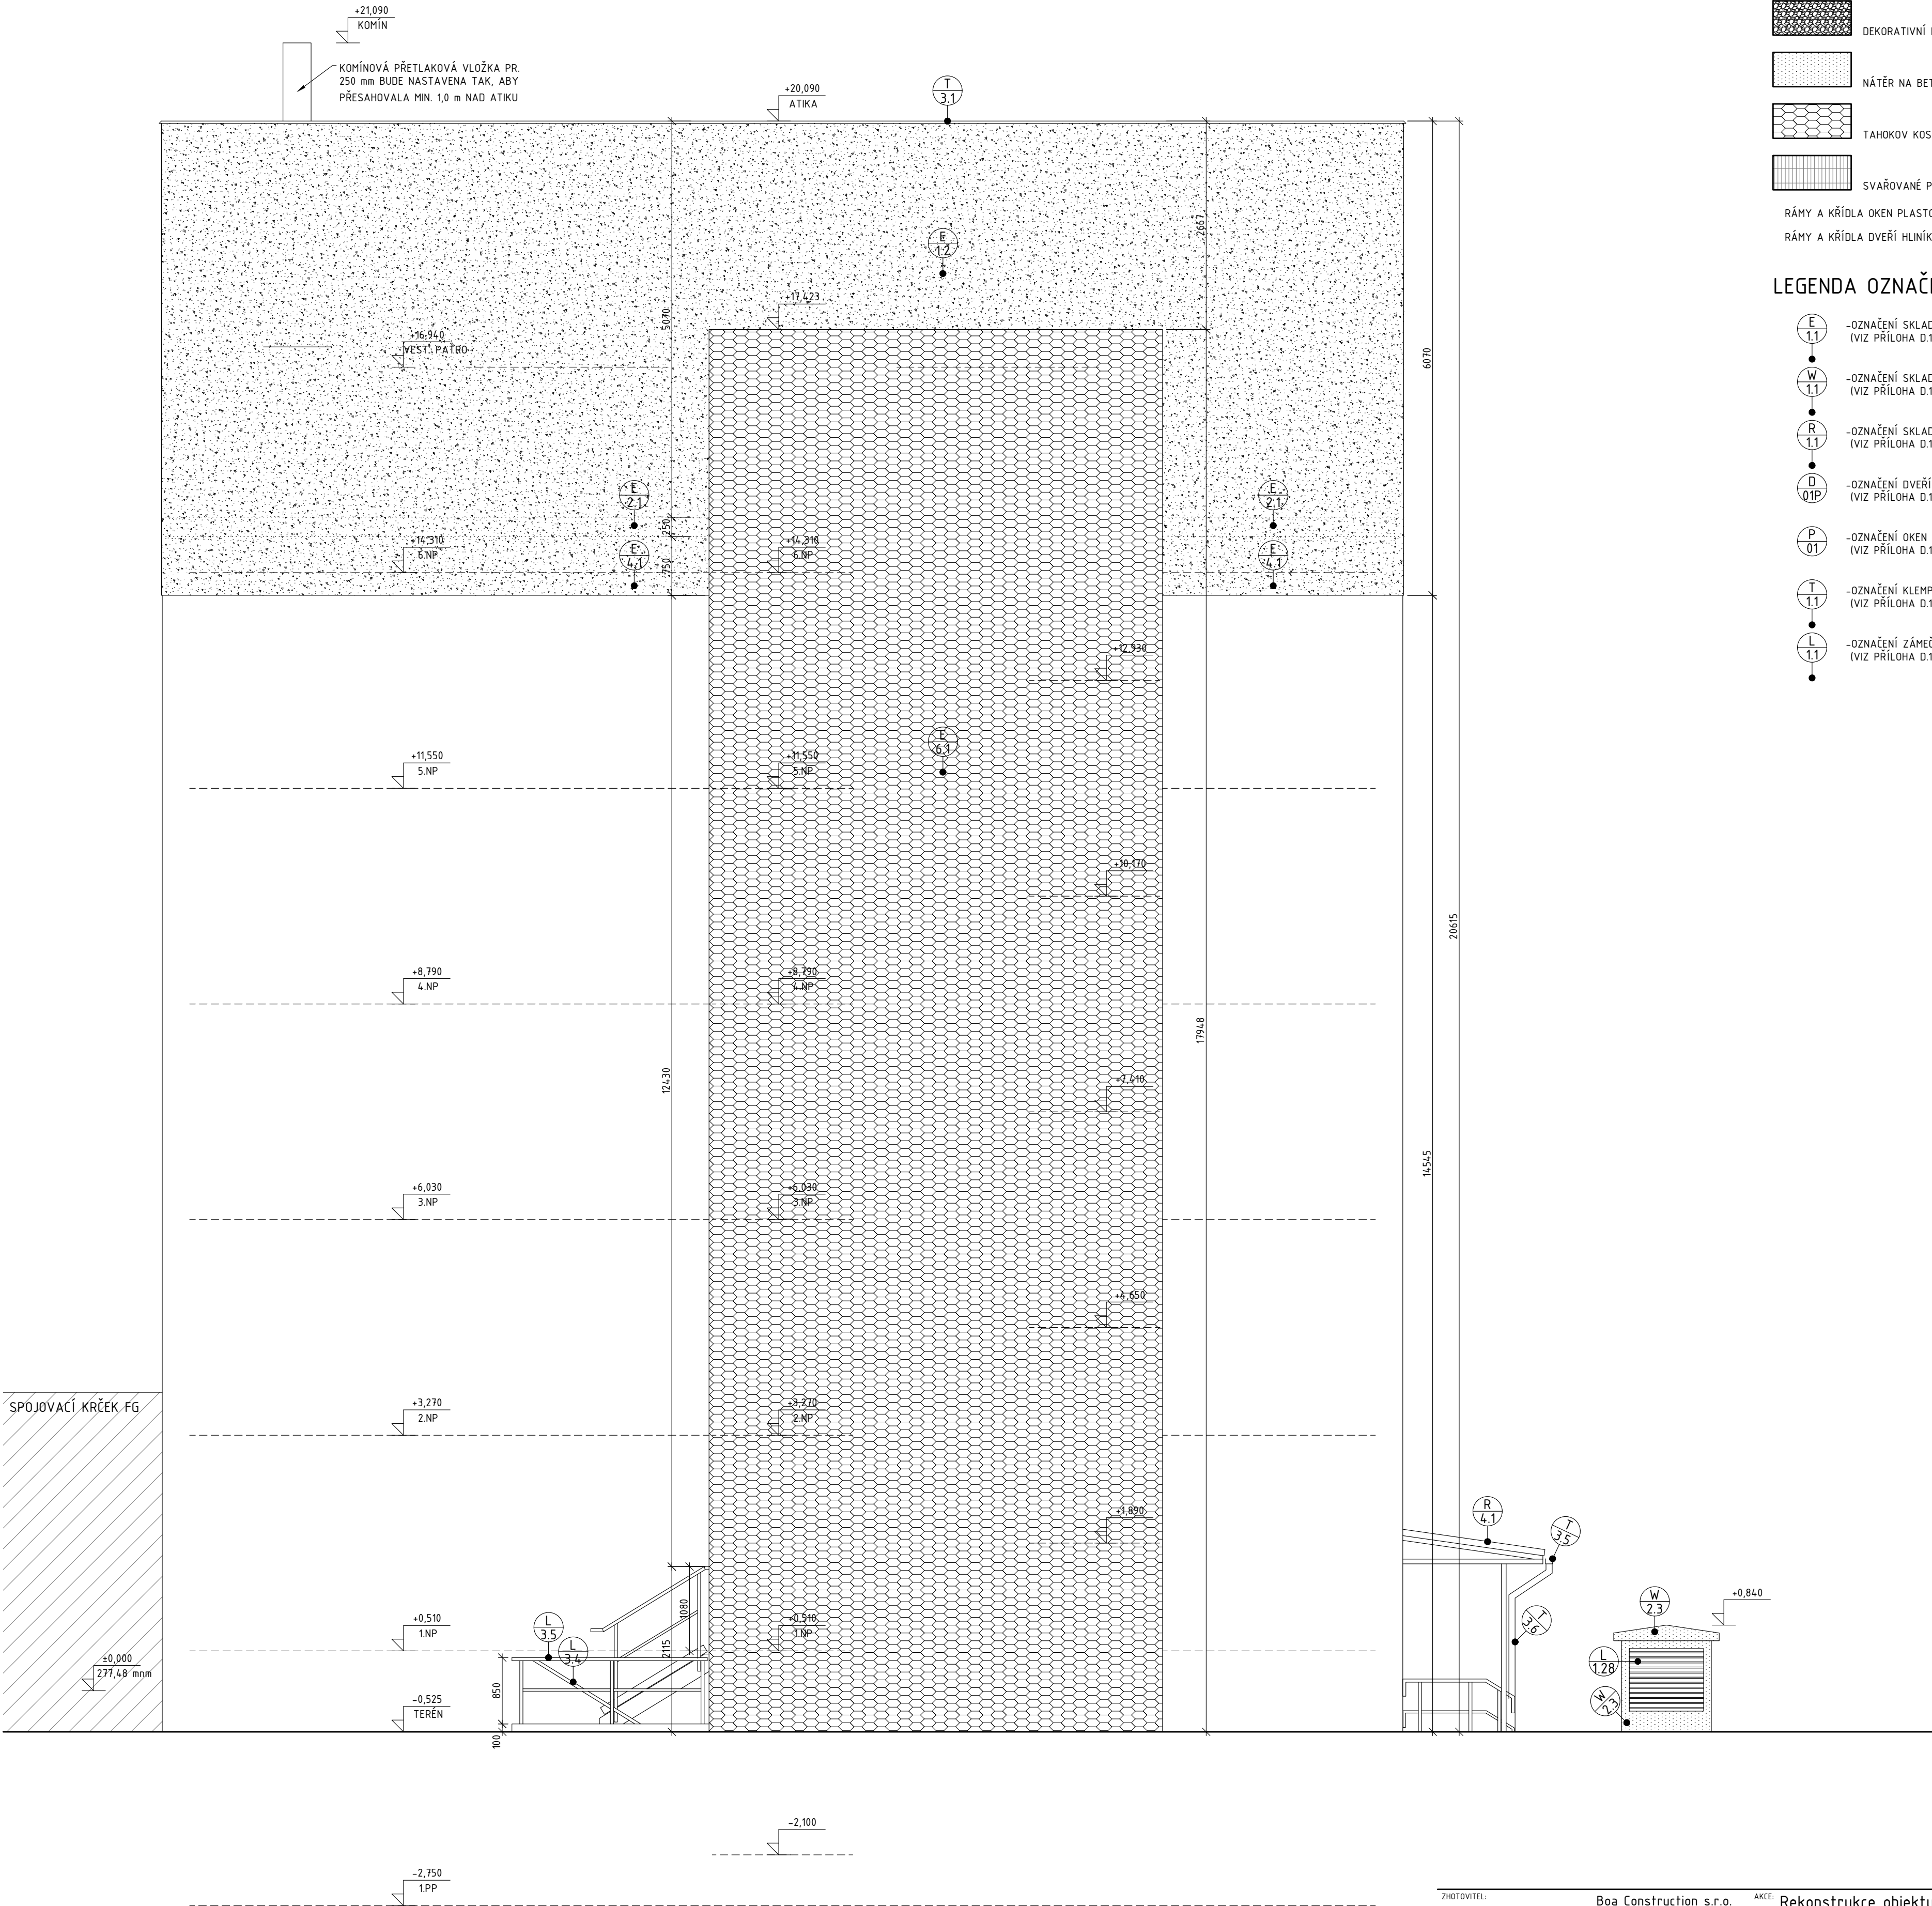 +21,090
KOMÍN
KOMÍNOVÁ PŘETLAKOVÁ VLOŽKA PR.
250 mm BUDE NASTAVENA TAK, ABY
PŘESAHOVALA MIN. 1,0 m NAD ATIKU
+20,090
ATIKA
T
3.1
E
1.2
2667
+17,423
5070
+16,940
VEST. PATRO
6070
E
2.1
E
2.1
250
+14,310
6.NP
+14,310
6.NP
E
4.1
E
4.1
750
+12,930
+11,550
5.NP
+11,550
5.NP
E
6.1
+10,170
20615
+8,790
4.NP
+8,790
4.NP
17948
12430
+7,410
14545
+6,030
3.NP
+6,030
3.NP
+4,650
SPOJOVACÍ KRČEK FG
+3,270
2.NP
+3,270
2.NP
+1,890
R
4.1
T
3.5
1080
2115
+0,510
1.NP
+0,510
1.NP
L
3.5
L
3.4
T
3.6
W
2.3
+0,840
L
1.28
W
2.3
±0,000
277,48 mnm
850
-0,525
TERÉN
100
-2,100
-2,750
1.PP
DEKORATIVNÍ
NÁTĚR NA BET
TAHOKOV KOS
SVAŘOVANÉ P
RÁMY A KŘÍDLA OKEN PLASTO
RÁMY A KŘÍDLA DVEŘÍ HLINÍK
LEGENDA OZNAČE
E
1.1
-OZNAČENÍ SKLAD
(VIZ PŘÍLOHA D.1
W
1.1
-OZNAČENÍ SKLAD
(VIZ PŘÍLOHA D.1
R
1.1
-OZNAČENÍ SKLAD
(VIZ PŘÍLOHA D.1
D
01P
-OZNAČENÍ DVEŘÍ
(VIZ PŘÍLOHA D.1
P
01
-OZNAČENÍ OKEN
(VIZ PŘÍLOHA D.1
T
1.1
-OZNAČENÍ KLEMP
(VIZ PŘÍLOHA D.1
L
1.1
-OZNAČENÍ ZÁMEČ
(VIZ PŘÍLOHA D.1
ZHOTOVITEL:
Boa Construction s.r.o.
AKCE: Rekonstrukce objektu